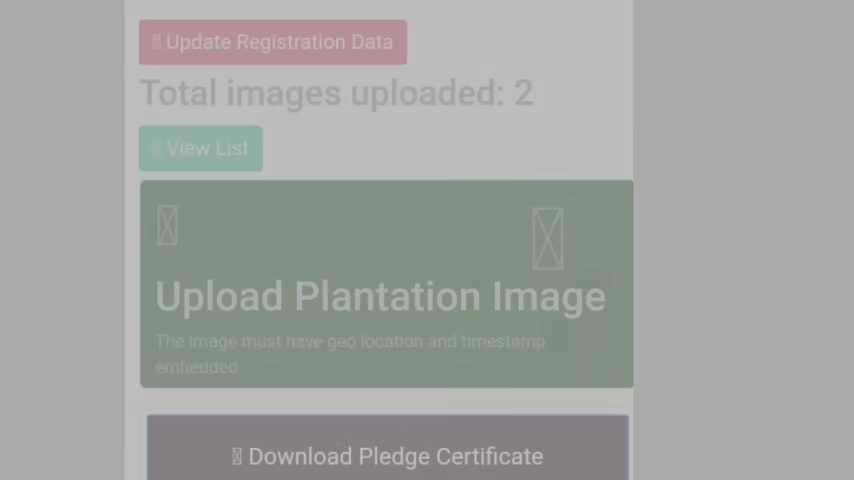 Update Registration Data
Total images uploaded: 2
View List
Upload Plantation Image
The image must have geo location and timestamp
embedded
Download Pledge Certificate